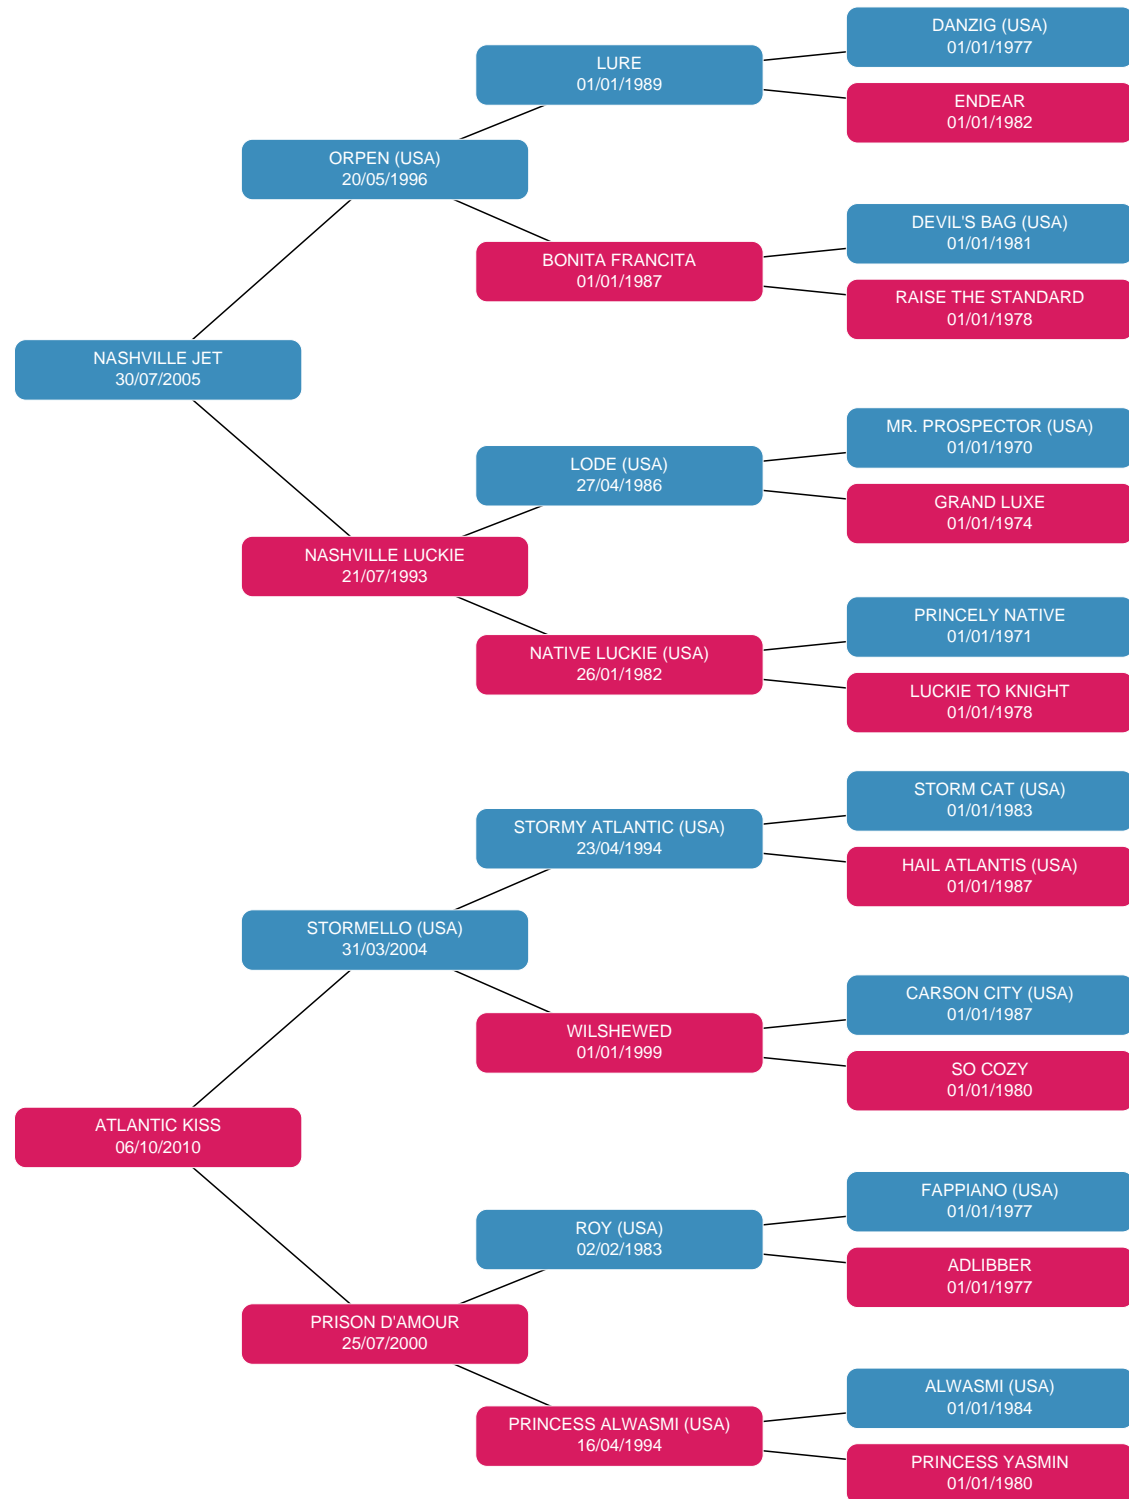 DANZIG (USA)
01/01/1977
LURE
01/01/1989
ENDEAR
01/01/1982
ORPEN (USA)
20/05/1996
DEVIL'S BAG (USA)
01/01/1981
BONITA FRANCITA
01/01/1987
RAISE THE STANDARD
01/01/1978
NASHVILLE JET
30/07/2005
MR. PROSPECTOR (USA)
01/01/1970
LODE (USA)
27/04/1986
GRAND LUXE
01/01/1974
NASHVILLE LUCKIE
21/07/1993
PRINCELY NATIVE
01/01/1971
NATIVE LUCKIE (USA)
26/01/1982
LUCKIE TO KNIGHT
01/01/1978
STORM CAT (USA)
01/01/1983
STORMY ATLANTIC (USA)
23/04/1994
HAIL ATLANTIS (USA)
01/01/1987
STORMELLO (USA)
31/03/2004
CARSON CITY (USA)
01/01/1987
WILSHEWED
01/01/1999
SO COZY
01/01/1980
ATLANTIC KISS
06/10/2010
FAPPIANO (USA)
01/01/1977
ROY (USA)
02/02/1983
ADLIBBER
01/01/1977
PRISON D'AMOUR
25/07/2000
ALWASMI (USA)
01/01/1984
PRINCESS ALWASMI (USA)
16/04/1994
PRINCESS YASMIN
01/01/1980